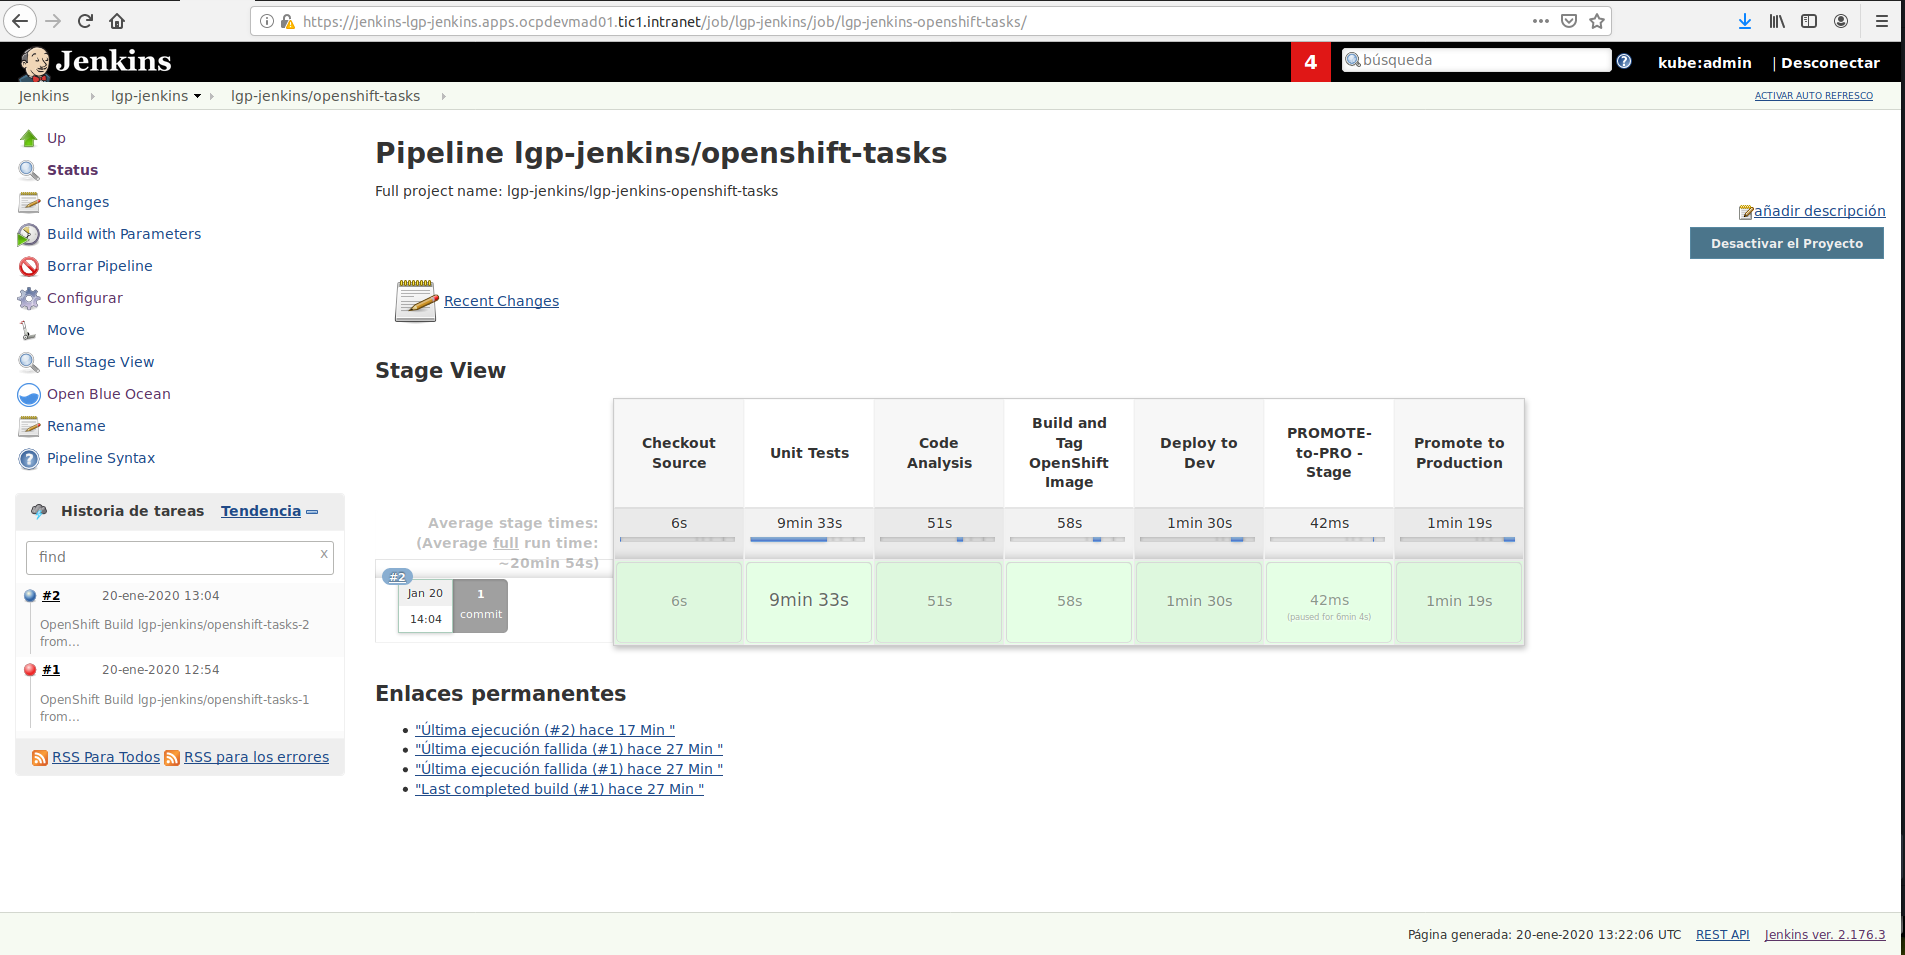 https://jenkins-lgp-jenkins.apps.ocpdevmad01.tic1.intranet/job/lgp-jenkins/job/lgp-jenkins-openshift-tasks/
Jenkins
4
búsqueda
kube:admin
| Desconectar
Jenkins
lgp-jenkins
lgp-jenkins/openshift-tasks
ACTIVAR AUTO REFRESCO
Up
Status
Changes
Build with Parameters
Borrar Pipeline
Configurar
Move
Full Stage View
Open Blue Ocean
Rename
Pipeline Syntax
Historia de tareas
Tendencia
find
x
#2
20-ene-2020 13:04
OpenShift Build lgp-jenkins/openshift-tasks-2
from...
#1
20-ene-2020 12:54
OpenShift Build lgp-jenkins/openshift-tasks-1
from...
RSS Para Todos
RSS para los errores
Pipeline lgp-jenkins/openshift-tasks
Full project name: lgp-jenkins/lgp-jenkins-openshift-tasks
añadir descripción
Desactivar el Proyecto
Recent Changes
Stage View
Checkout
Source
Unit Tests
Code
Analysis
Build and
Tag
OpenShift
Image
Deploy to
Dev
PROMOTE-
to-PRO -
Stage
Promote to
Production
Average stage times:
(Average full run time:
~20min 54s)
6s
9min 33s
51s
58s
1min 30s
42ms
1min 19s
#2
Jan 20
14:04
1
commit
6s
9min 33s
51s
58s
1min 30s
42ms
(paused for 6min 4s)
1min 19s
Enlaces permanentes
"Última ejecución (#2) hace 17 Min "
"Última ejecución fallida (#1) hace 27 Min "
"Última ejecución fallida (#1) hace 27 Min "
"Last completed build (#1) hace 27 Min "
Página generada: 20-ene-2020 13:22:06 UTC
REST API
Jenkins ver. 2.176.3